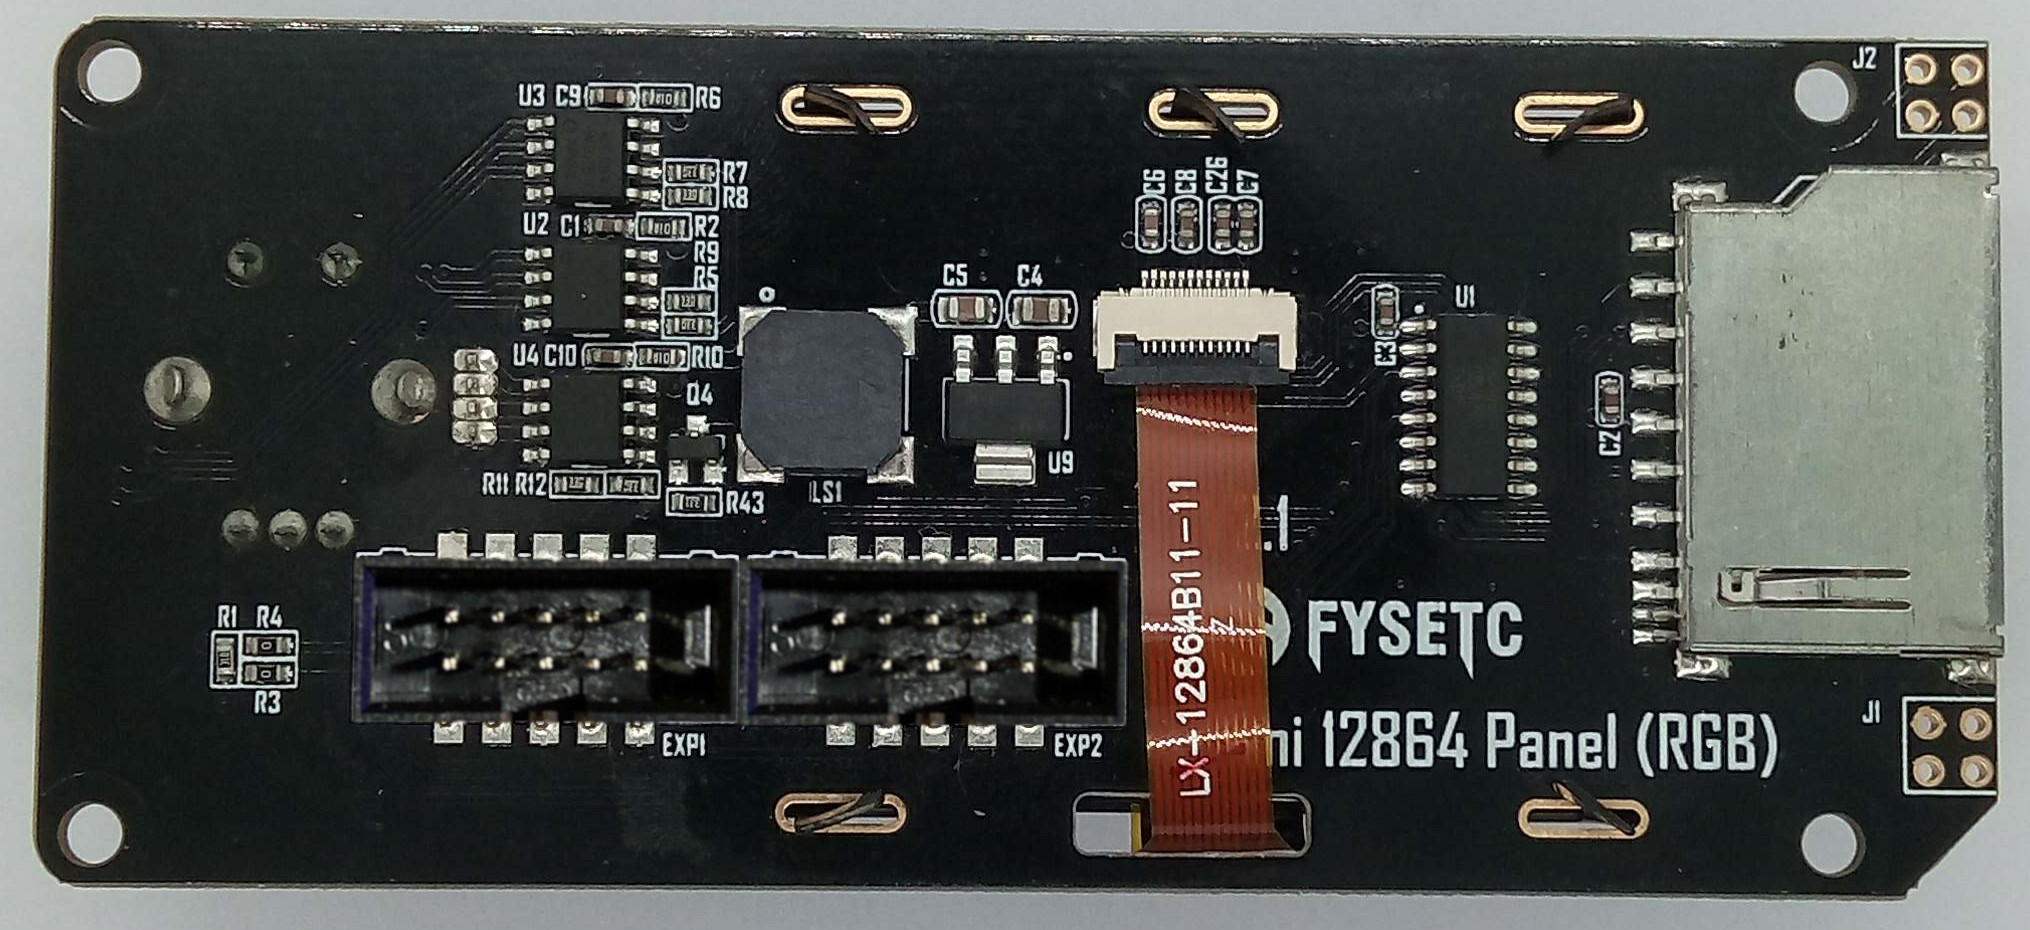 J2
U3 C9 R6
R7
R8
U2 C1 R2
R9
R5
U4 C10 R10
Q4
R11 R12
R43
LS1
C5 C4
U9
C6 C8 C26 C7
C3
U1
C2
.1
LX-12864B11-11
FYSETC
ni 12864 Panel (RGB)
J1
R1 R4
R3
EXP1
EXP2